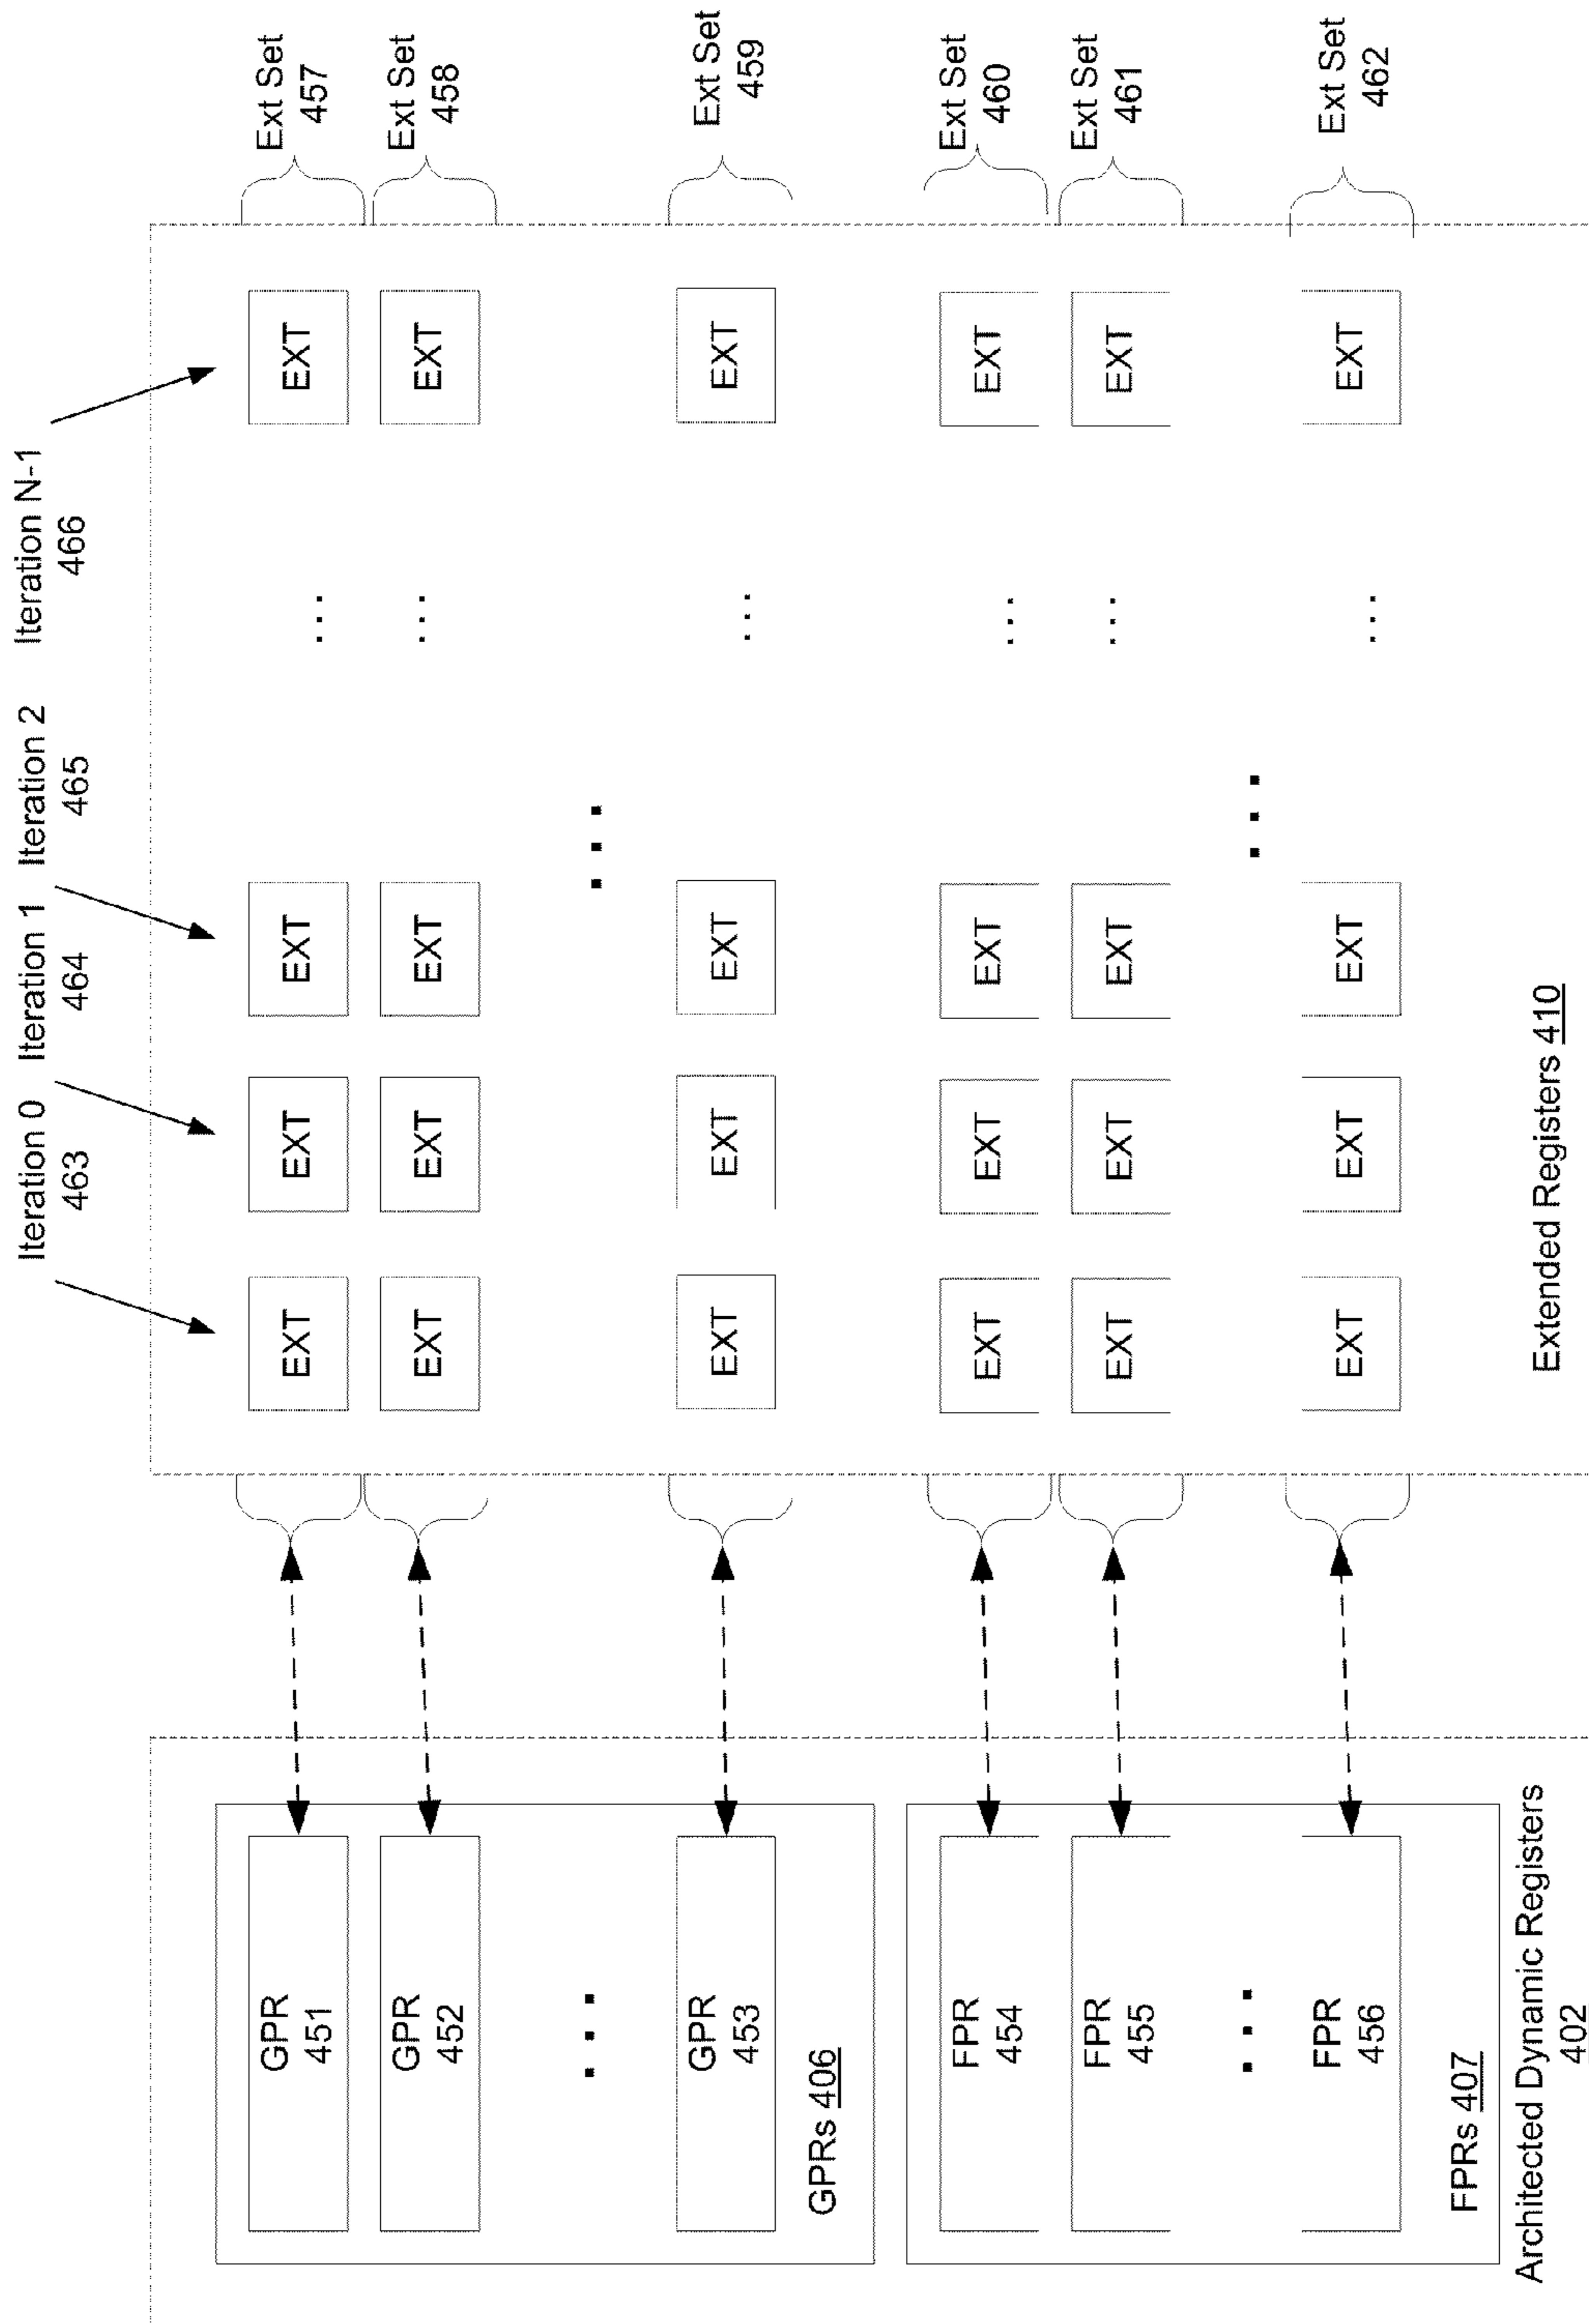 Iteration 0
463
Iteration 1
464
Iteration 2
465
Iteration N-1
466
GPR
451
EXT
EXT
EXT
...
EXT
Ext Set
457
GPR
452
EXT
EXT
EXT
...
EXT
Ext Set
458
...
...
GPR
453
EXT
EXT
EXT
...
EXT
Ext Set
459
GPRs 406
FPR
454
EXT
EXT
EXT
...
EXT
Ext Set
460
FPR
455
EXT
EXT
EXT
...
EXT
Ext Set
461
...
...
FPR
456
EXT
EXT
EXT
...
EXT
Ext Set
462
FPRs 407
Architected Dynamic Registers
402
Extended Registers 410